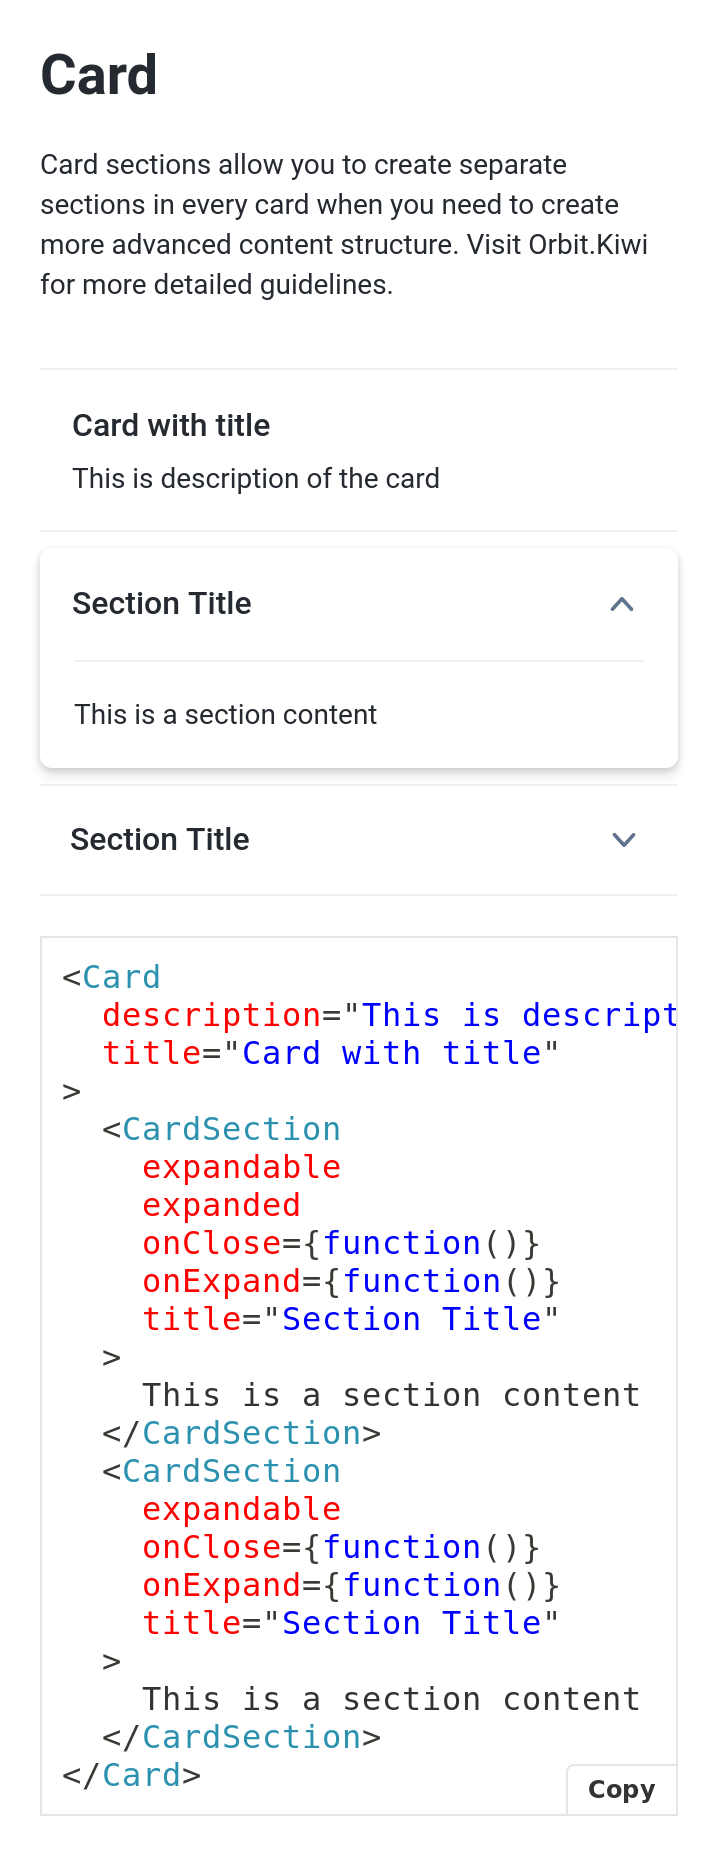 Card
Card sections allow you to create separate
sections in every card when you need to create
more advanced content structure. Visit Orbit.Kiwi
for more detailed guidelines.
Card with title
This is description of the card
Section Title
This is a section content
Section Title
<Card
  description="This is descript
  title="Card with title"
>
  <CardSection
    expandable
    expanded
    onClose={function()}
    onExpand={function()}
    title="Section Title"
  >
    This is a section content
  </CardSection>
  <CardSection
    expandable
    onClose={function()}
    onExpand={function()}
    title="Section Title"
  >
    This is a section content
  </CardSection>
</Card>
Copy